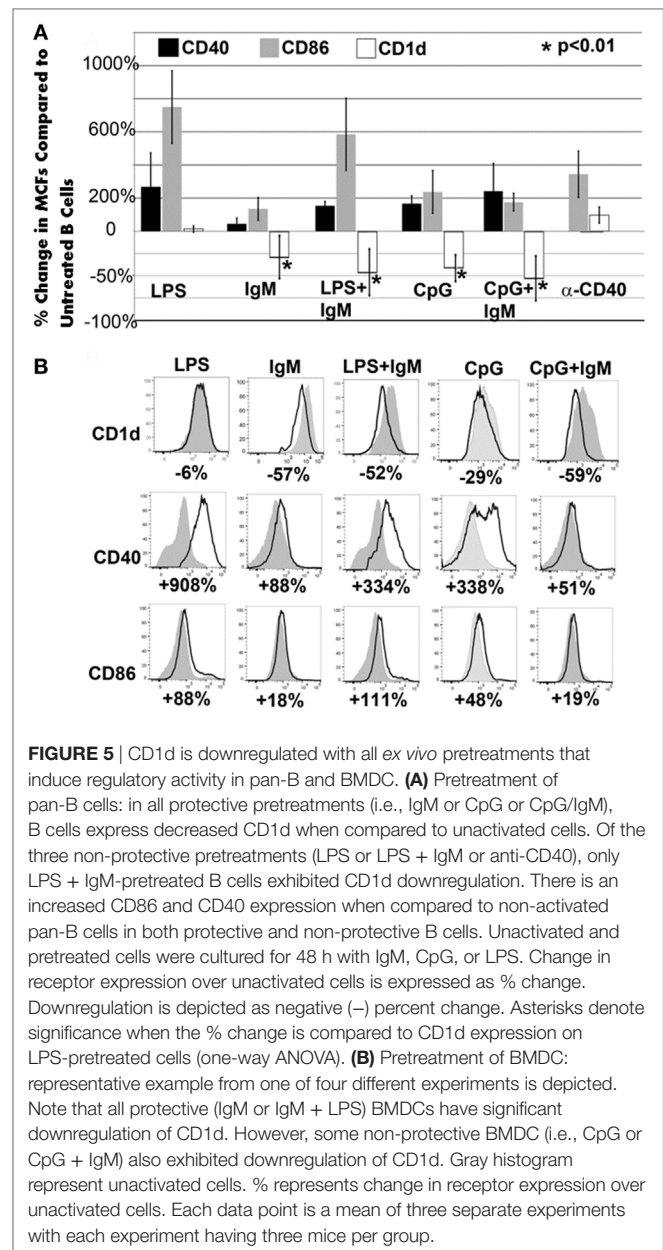 A
CD40 CD86 CD1d * p<0.01
% Change in MCFs Compared to Untreated B Cells
1000%
600%
200%
0
-50%
-100%
*
*
*
*
LPS IgM LPS+ IgM CpG CpG+ IgM α-CD40
B
LPS IgM LPS+IgM CpG CpG+IgM
CD1d
-6% -57% -52% -29% -59%
CD40
+908% +88% +334% +338% +51%
CD86
+88% +18% +111% +48% +19%
FIGURE 5 | CD1d is downregulated with all ex vivo pretreatments that
induce regulatory activity in pan-B and BMDC. (A) Pretreatment of
pan-B cells: in all protective pretreatments (i.e., IgM or CpG or CpG/IgM),
B cells express decreased CD1d when compared to unactivated cells. Of the
three non-protective pretreatments (LPS or LPS + IgM or anti-CD40), only
LPS + IgM-pretreated B cells exhibited CD1d downregulation. There is an
increased CD86 and CD40 expression when compared to non-activated
pan-B cells in both protective and non-protective B cells. Unactivated and
pretreated cells were cultured for 48 h with IgM, CpG, or LPS. Change in
receptor expression over unactivated cells is expressed as % change.
Downregulation is depicted as negative (−) percent change. Asterisks denote
significance when the % change is compared to CD1d expression on
LPS-pretreated cells (one-way ANOVA). (B) Pretreatment of BMDC:
representative example from one of four different experiments is depicted.
Note that all protective (IgM or IgM + LPS) BMDCs have significant
downregulation of CD1d. However, some non-protective BMDC (i.e., CpG or
CpG + IgM) also exhibited downregulation of CD1d. Gray histogram
represent unactivated cells. % represents change in receptor expression over
unactivated cells. Each data point is a mean of three separate experiments
with each experiment having three mice per group.